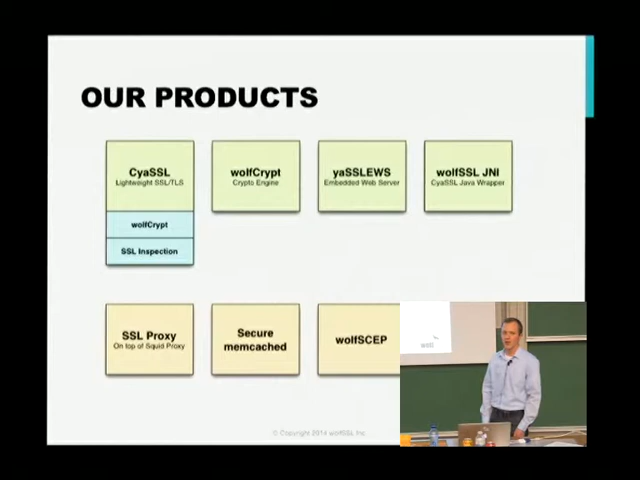 OUR PRODUCTS
CyaSSL
Lightweight SSL/TLS
wolfCrypt
SSL Inspection
wolfCrypt
Crypto Engine
yaSSLEWS
Embedded Web Server
wolfSSL JNI
CyaSSL Java Wrapper
SSL Proxy
On top of Squid Proxy
Secure
memcached
wolfSCEP
© Copyright 2014 wolfSSL Inc.